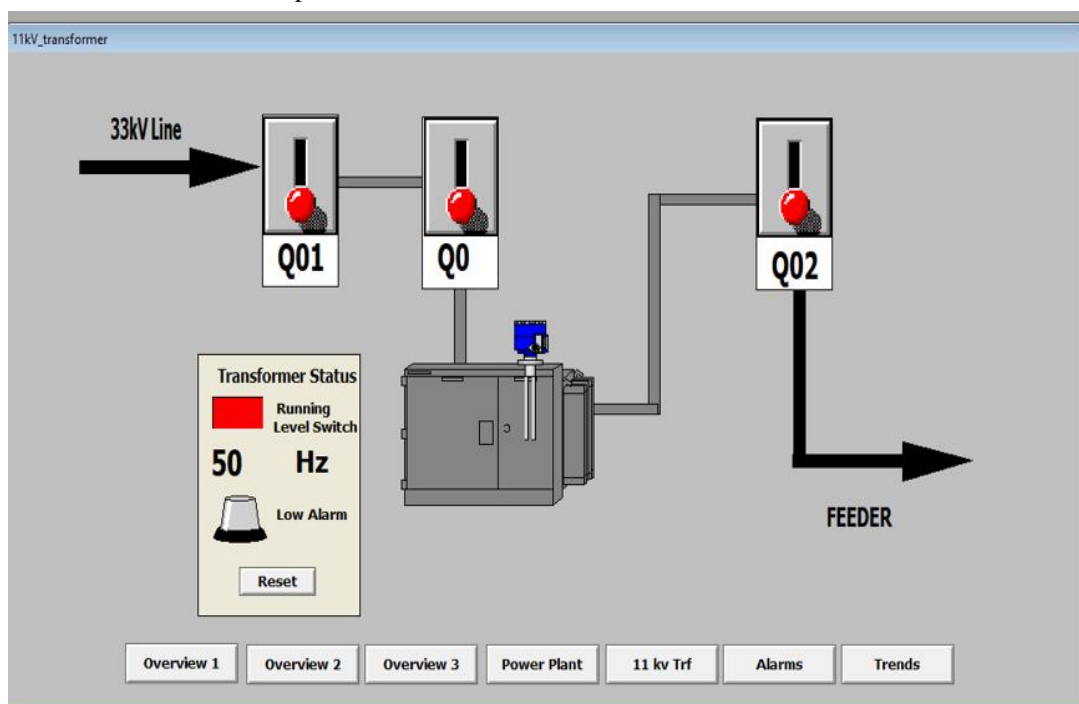 11kV_transformer
33kV Line
Q01
Q0
Q02
Transformer Status
Running
Level Switch
50 Hz
Low Alarm
Reset
FEEDER
Overview 1
Overview 2
Overview 3
Power Plant
11 kv Trf
Alarms
Trends